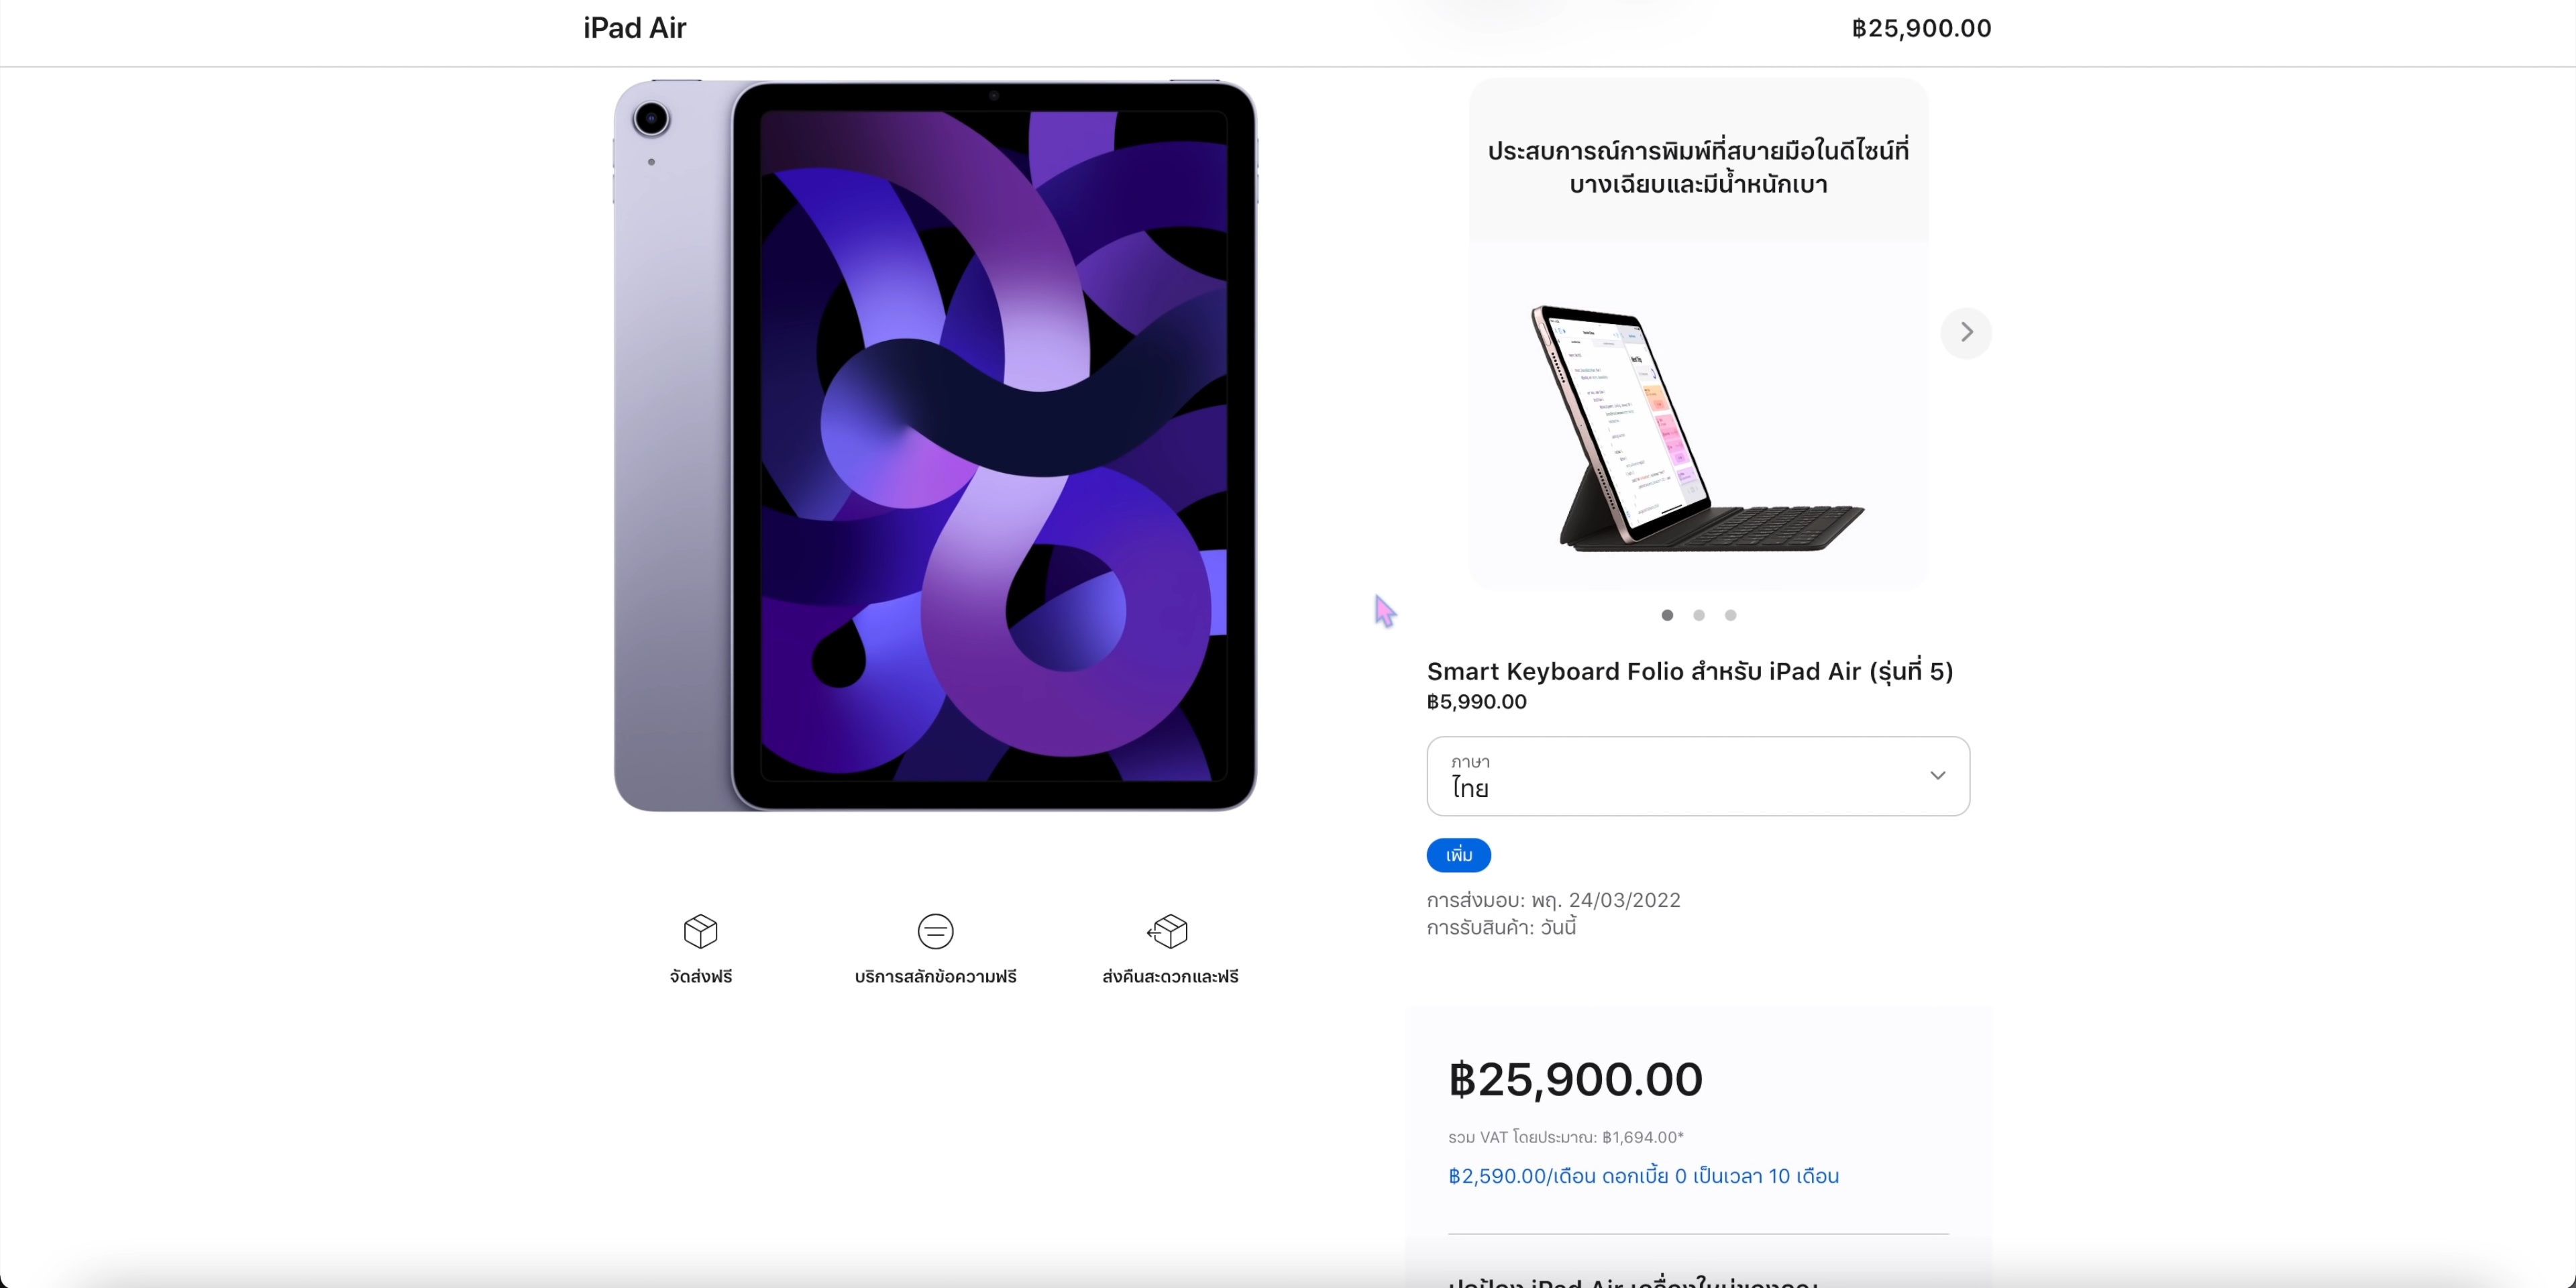 iPad Air
฿25,900.00
ประสบการณ์การพิมพ์ที่สบายมือในดีไซน์ที่
บางเฉียบและมีน้ำหนักเบา
Smart Keyboard Folio สำหรับ iPad Air (รุ่นที่ 5)
฿5,990.00
ภาษา
ไทย
เพิ่ม
การส่งมอบ: พฤ. 24/03/2022
การรับสินค้า: วันนี้
จัดส่งฟรี
บริการสลักข้อความฟรี
ส่งคืนสะดวกและฟรี
฿25,900.00
รวม VAT โดยประมาณ: ฿1,694.00*
฿2,590.00/เดือน ดอกเบี้ย 0 เป็นเวลา 10 เดือน